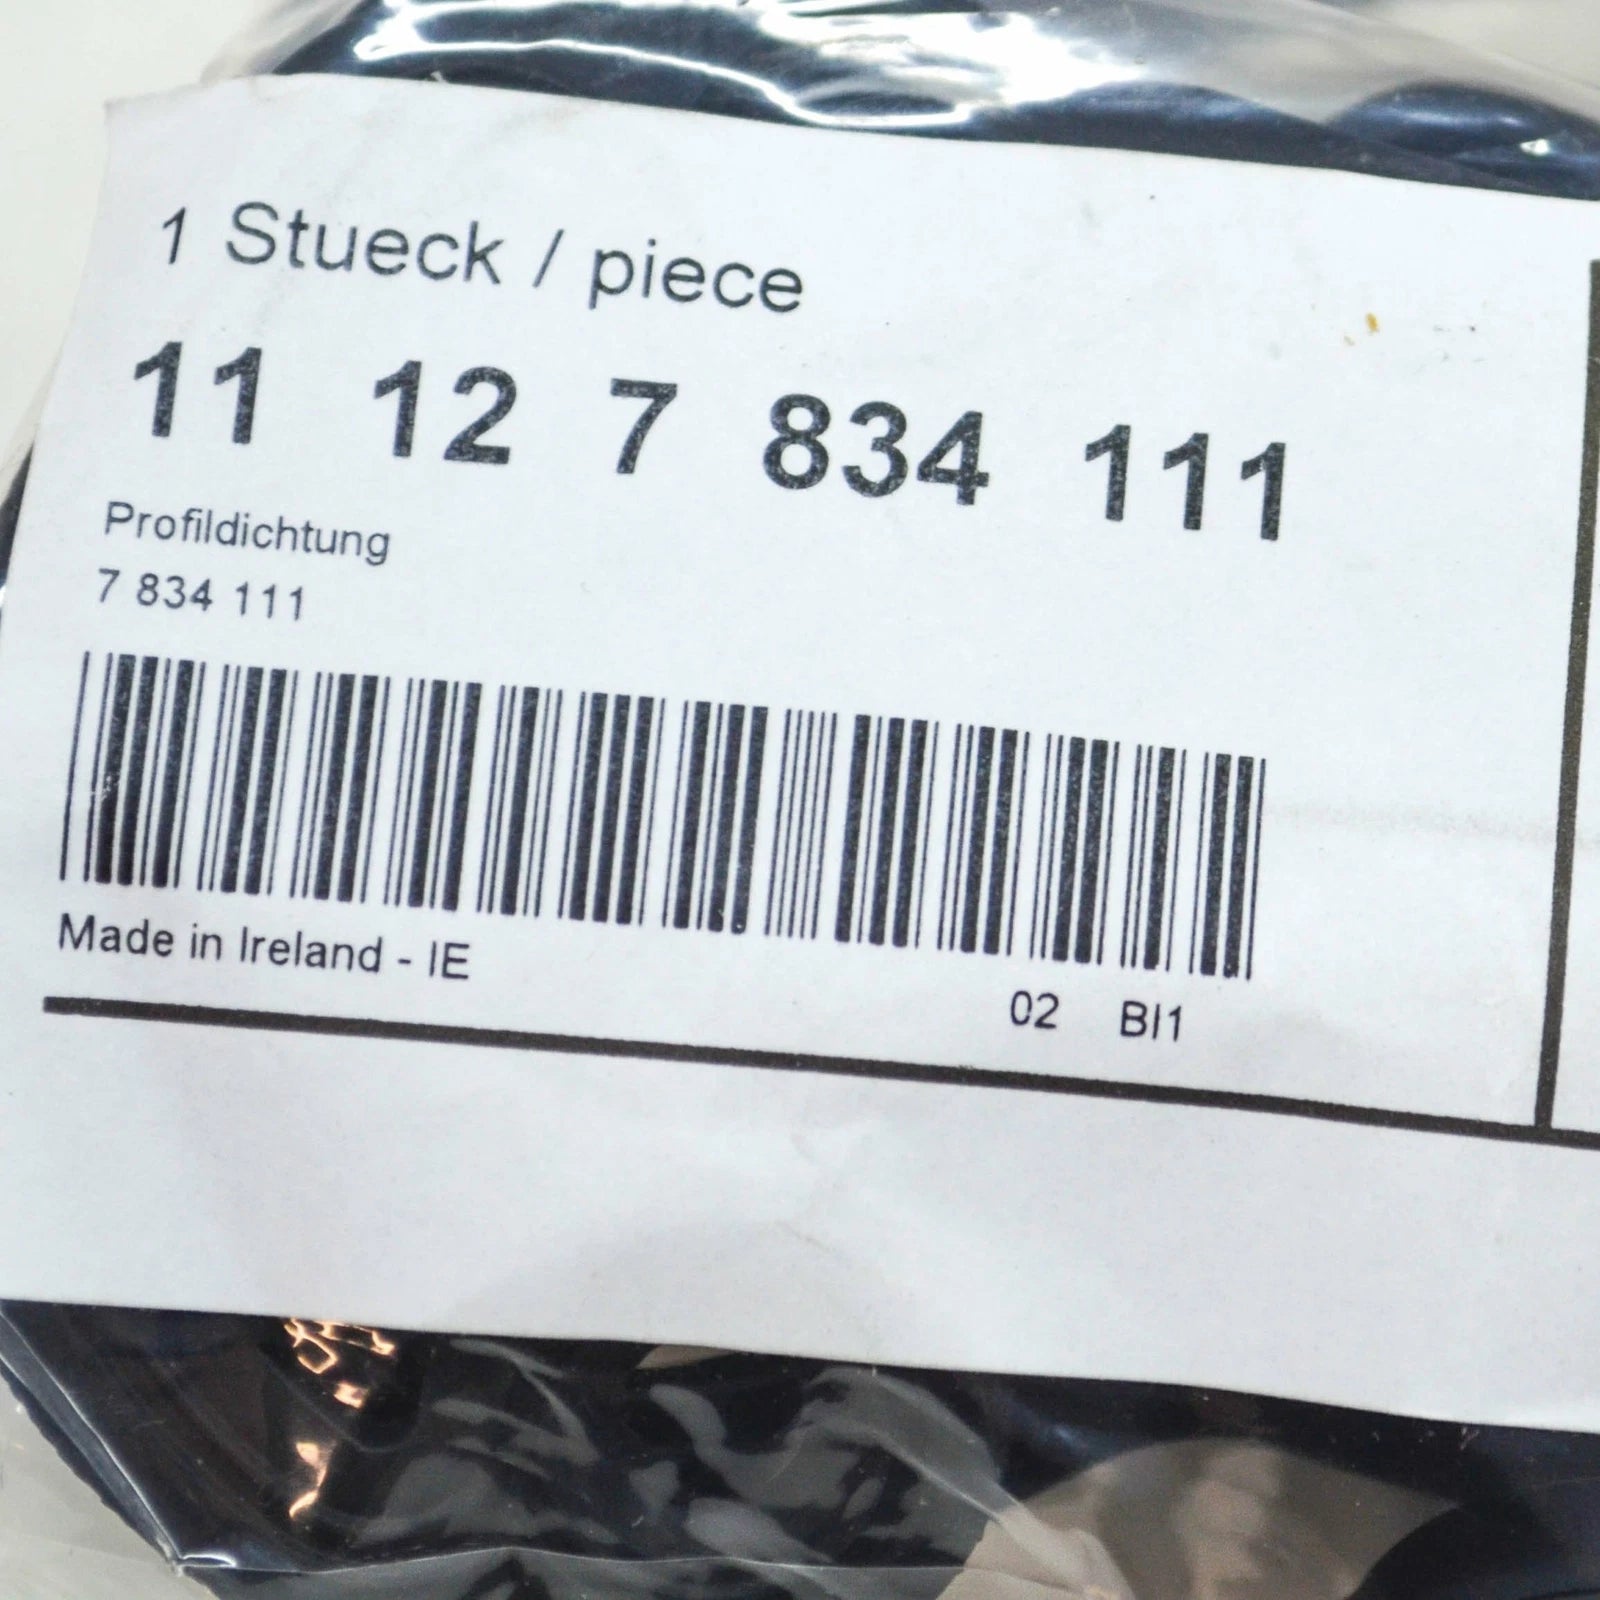 1 Stueck / piece
11 12 7 834 111
Profildichtung
7 834 111
Made in Ireland - IE
02 BI1